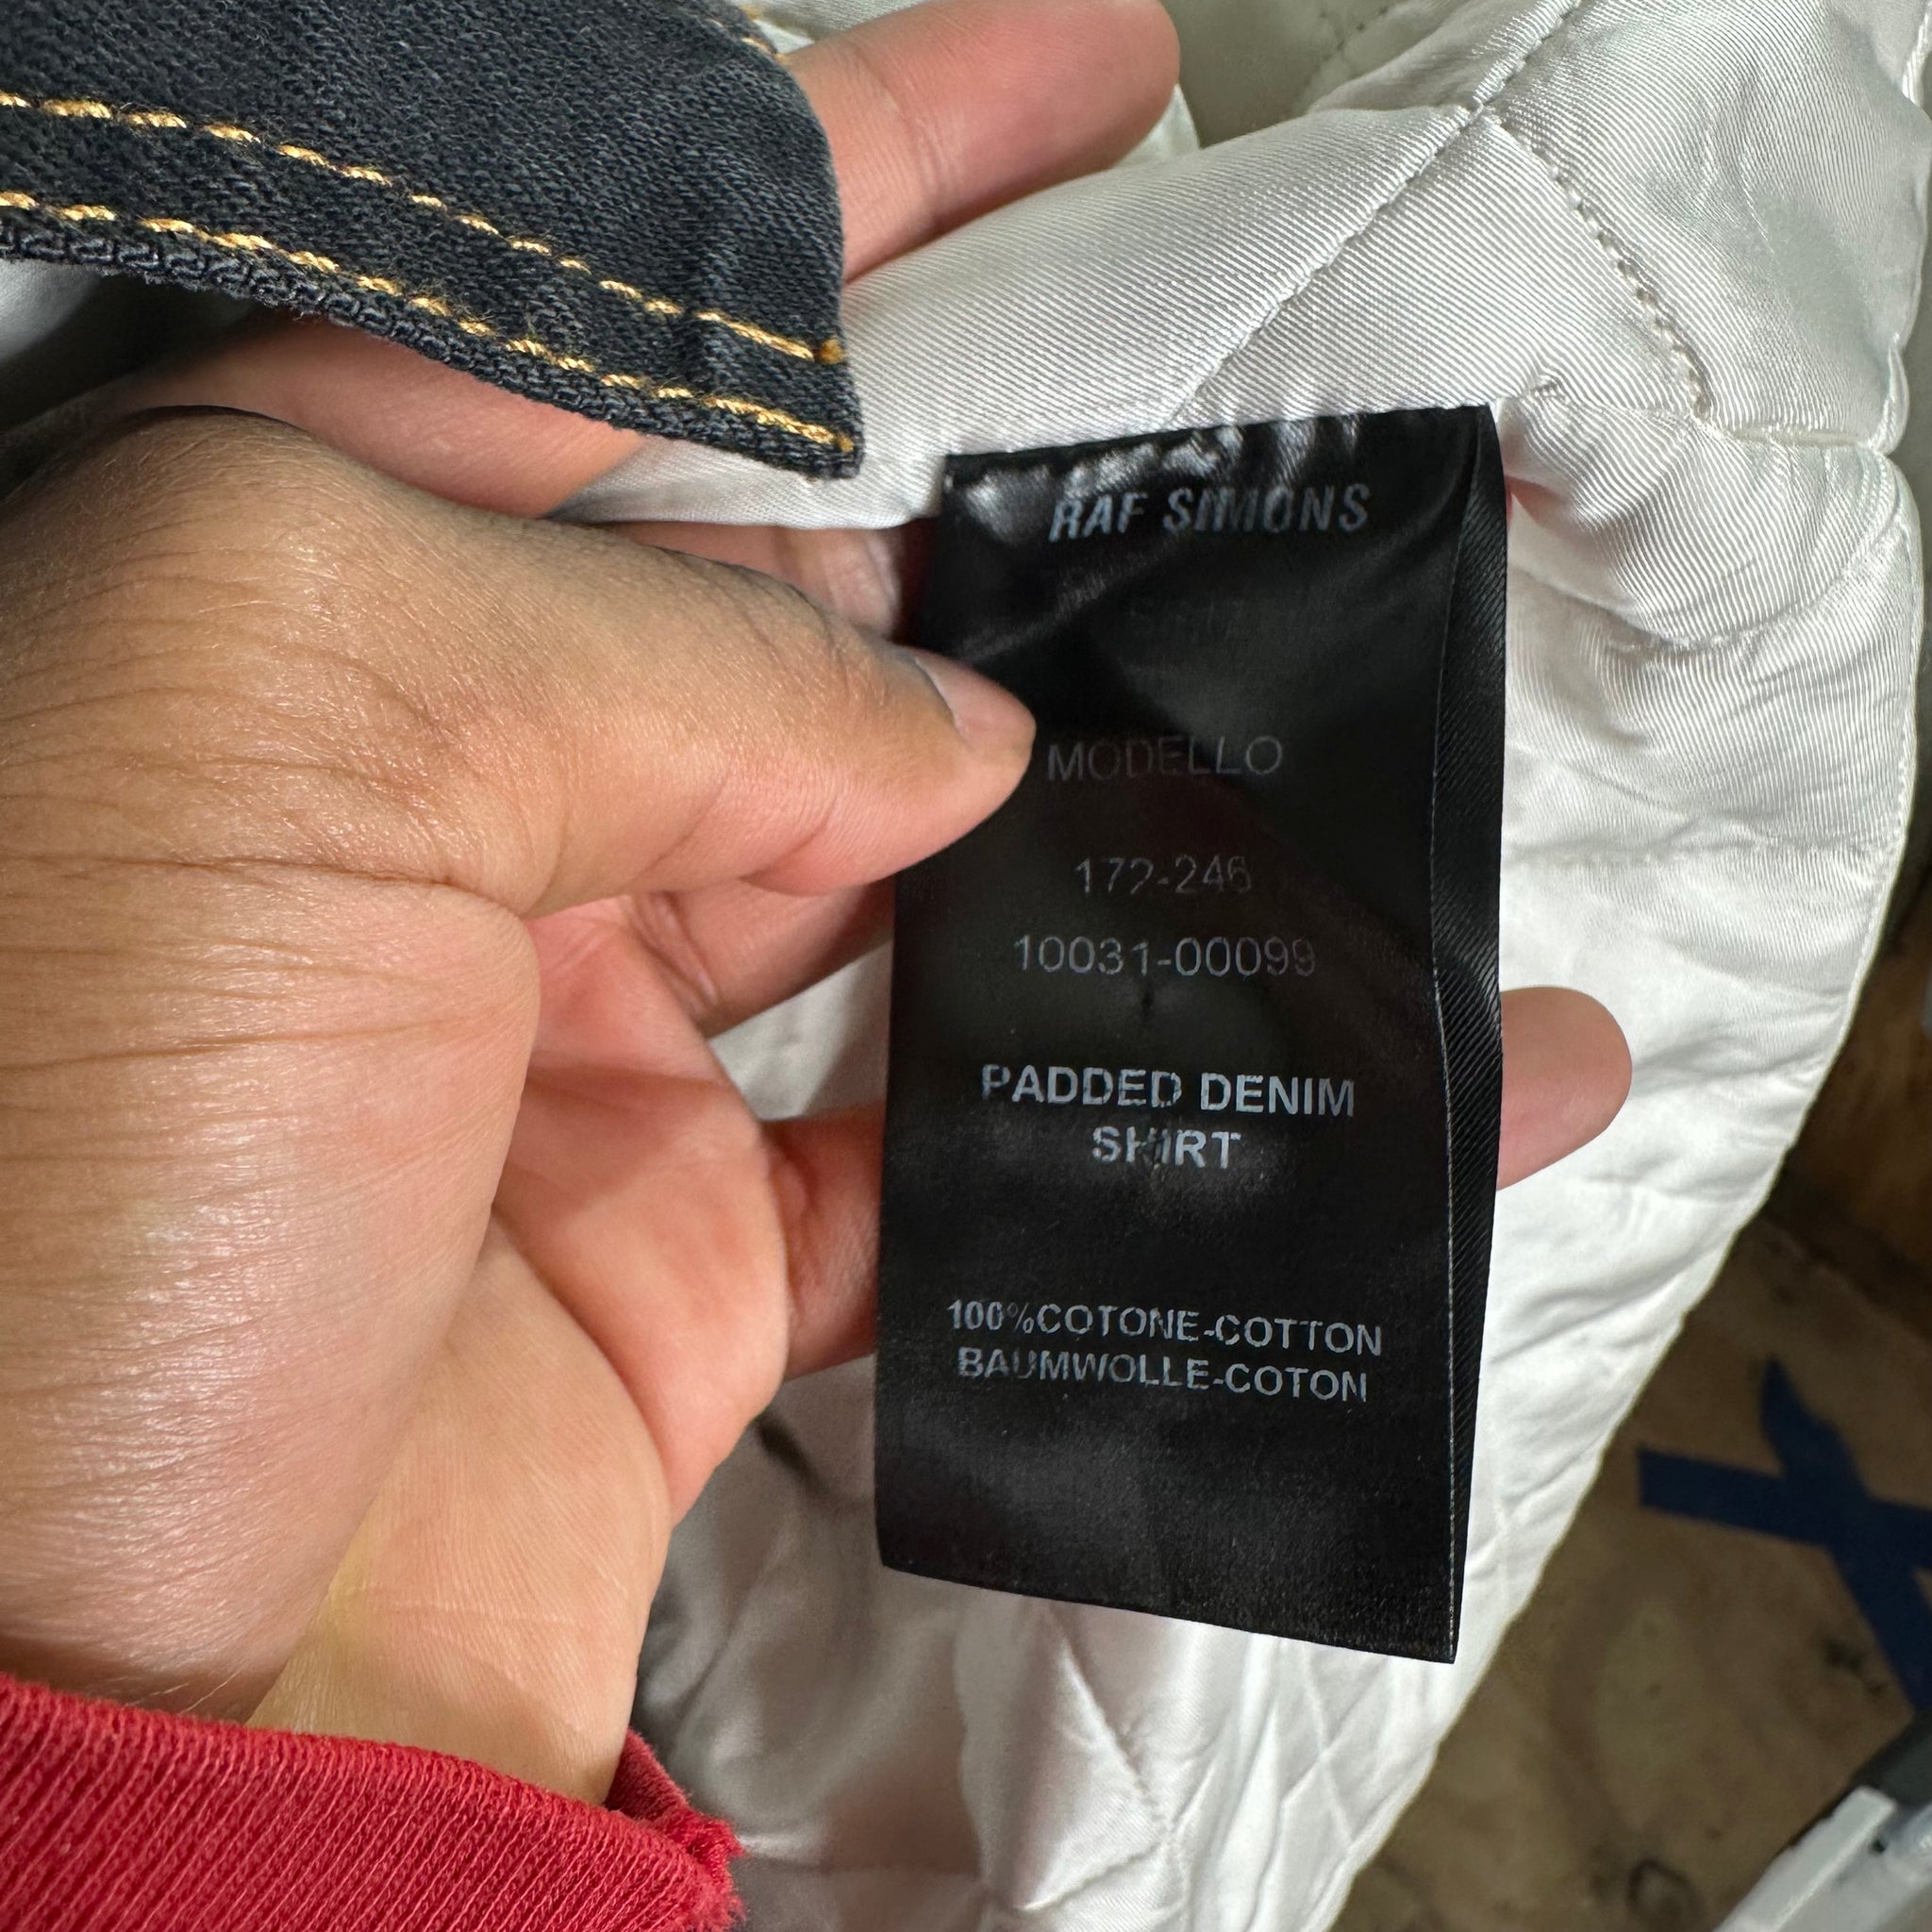 RAF SIMONS
MODELLO
172-246
10031-00099
PADDED DENIM
SHIRT
100%COTONE-COTTON
BAUMWOLLE-COTON